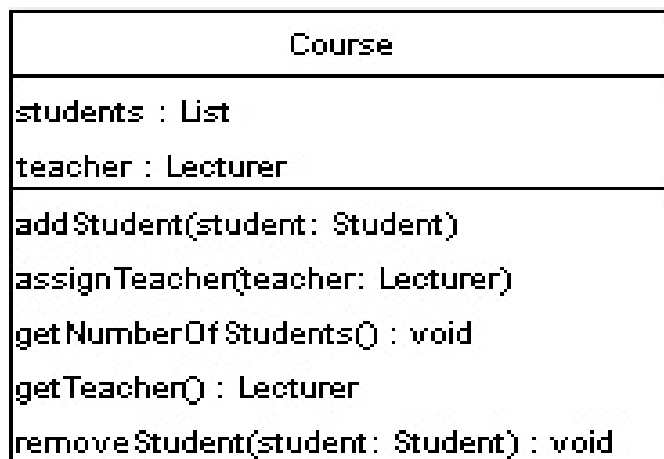 Course
students : List
teacher : Lecturer
addStudent(student: Student)
assignTeacher(teacher: Lecturer)
getNumberOfStudents() : void
getTeacher() : Lecturer
removeStudent(student: Student) : void